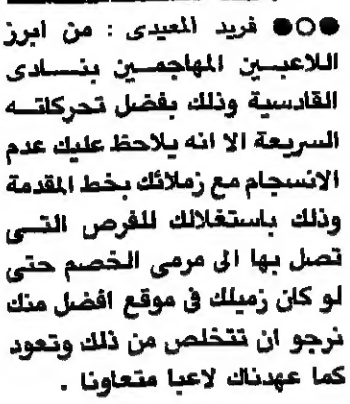 ●○● فريد المعيدى : من ابرز
اللاعبين المهاجمين بنادى
القادسية وذلك بفضل تحركاته
السريعة الا انه يلاحظ عليك عدم
الانسجام مع زملائك بخط المقدمة
وذلك باستغلالك للفرص التى
تصل بها الى مرمى الخصم حتى
لو كان زميلك فى موقع افضل منك
نرجو ان تتخلص من ذلك وتعود
كما عهدناك لاعبا متعاونا .